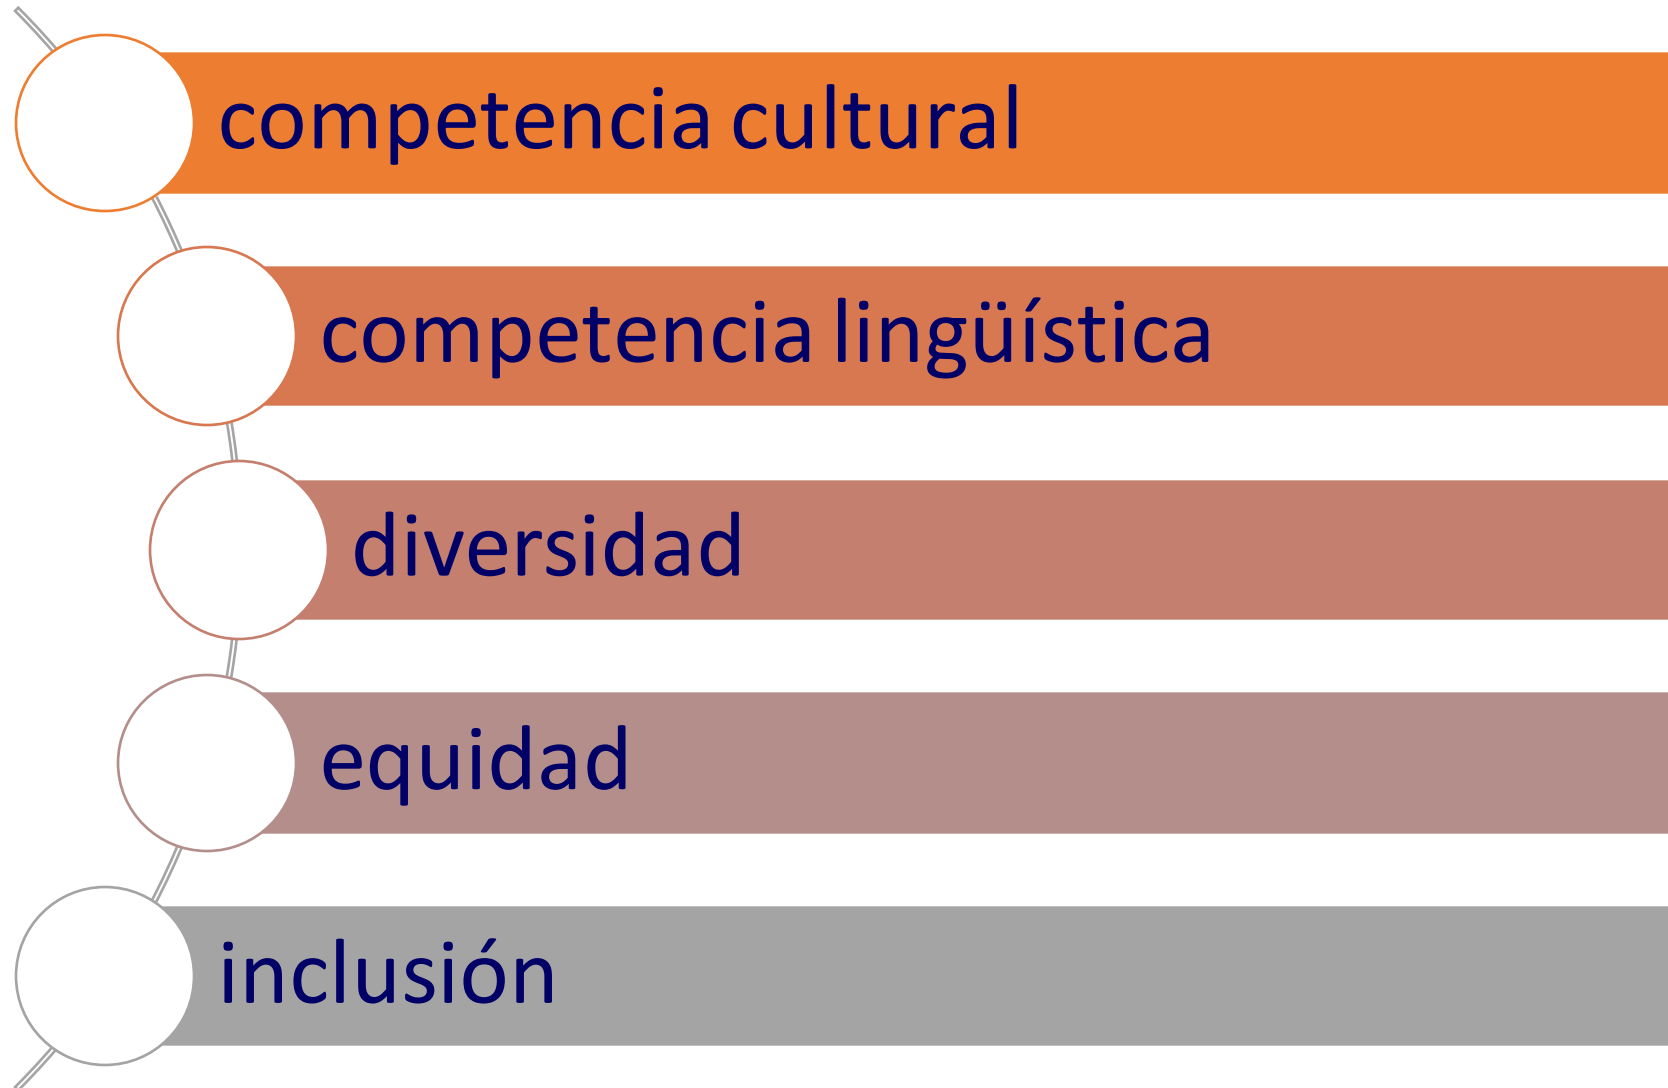 competencia cultural
competencia lingüística
diversidad
equidad
inclusión